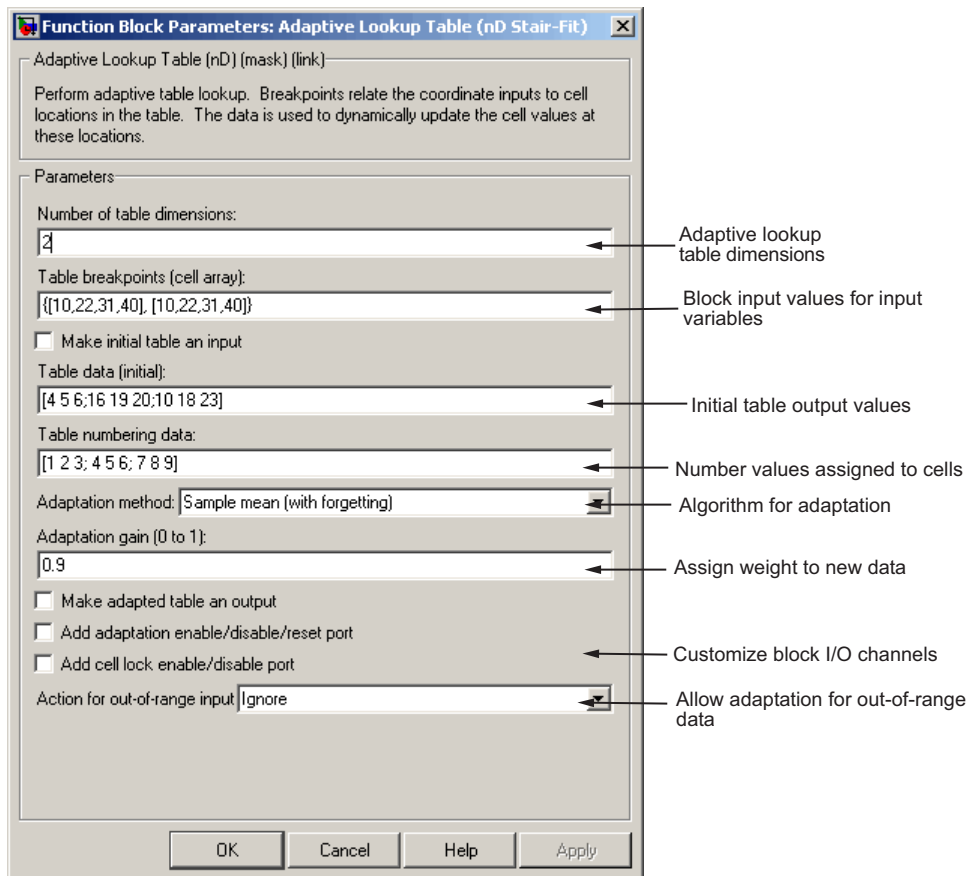 Function Block Parameters: Adaptive Lookup Table (nD Stair-Fit)
Adaptive Lookup Table (nD) (mask) (link)
Perform adaptive table lookup. Breakpoints relate the coordinate inputs to cell
locations in the table. The data is used to dynamically update the cell values at
these locations.
Parameters
Number of table dimensions:
2
Adaptive lookup
table dimensions
Table breakpoints (cell array):
{[10,22,31,40], [10,22,31,40]}
Block input values for input
variables
Make initial table an input
Table data (initial):
[4 5 6;16 19 20;10 18 23]
Initial table output values
Table numbering data:
[1 2 3; 4 5 6; 7 8 9]
Number values assigned to cells
Adaptation method: Sample mean (with forgetting)
Algorithm for adaptation
Adaptation gain (0 to 1):
0.9
Assign weight to new data
Make adapted table an output
Add adaptation enable/disable/reset port
Add cell lock enable/disable port
Customize block I/O channels
Action for out-of-range input Ignore
Allow adaptation for out-of-range
data
OK Cancel Help Apply